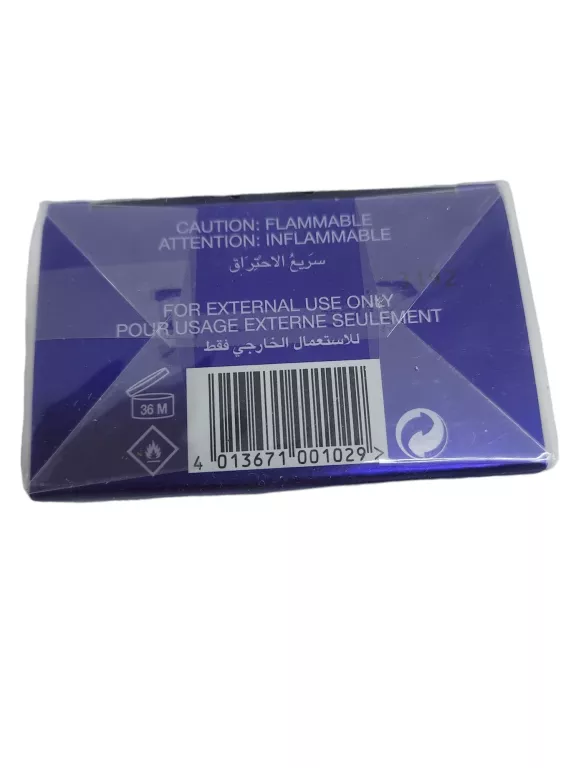 CAUTION: FLAMMABLE
ATTENTION: INFLAMMABLE
سَريعُ الاحتِرَاق
FOR EXTERNAL USE ONLY
POUR USAGE EXTERNE SEULEMENT
للاستعمال الخارجي فقط
36 M
4 013671 001029 >